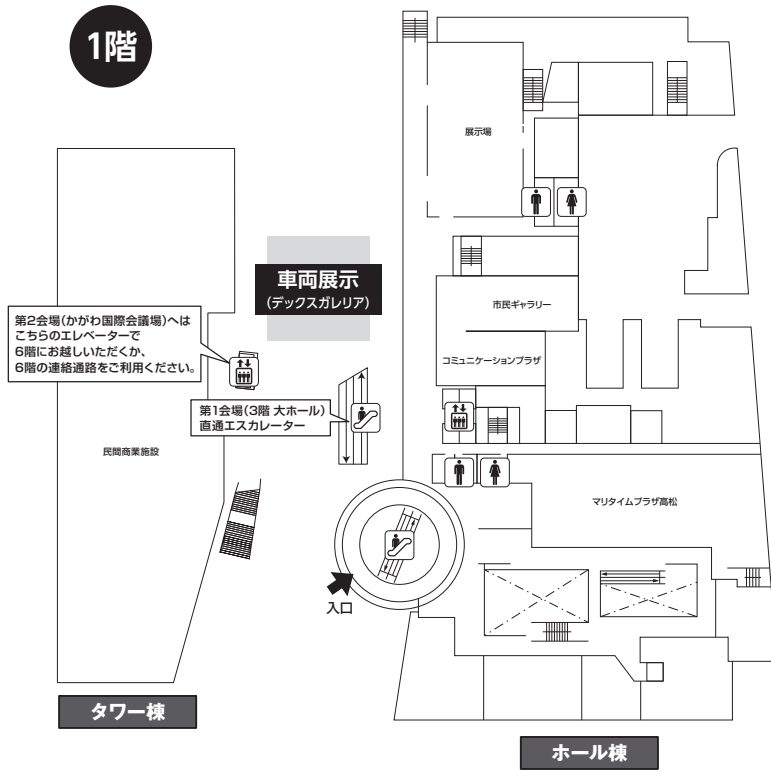 1階
展示場
車両展示
(デックスガレリア)
市民ギャラリー
第2会場(かがわ国際会議場)へは
こちらのエレベーターで
6階にお越しいただくか、
6階の連絡通路をご利用ください。
コミュニケーションプラザ
第1会場(3階 大ホール)
直通エスカレーター
民間商業施設
マリタイムプラザ高松
入口
タワー棟
ホール棟